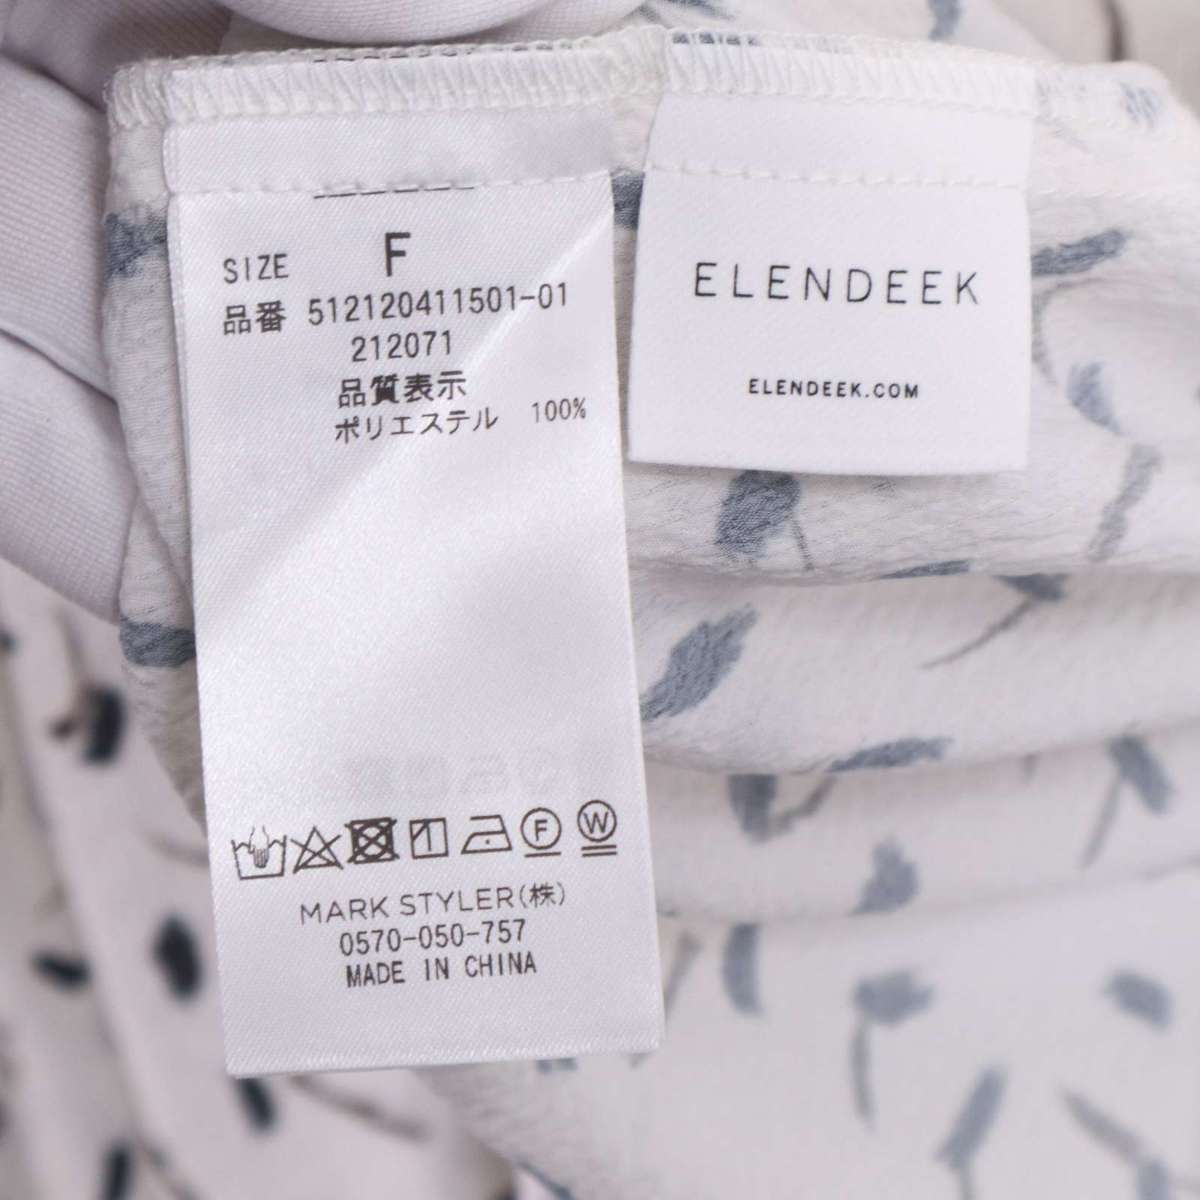 SIZE F
品番 512120411501-01
212071
品質表示
ポリエステル 100%
F W
MARK STYLER(株)
0570-050-757
MADE IN CHINA
ELENDEEK
ELENDEEK.COM